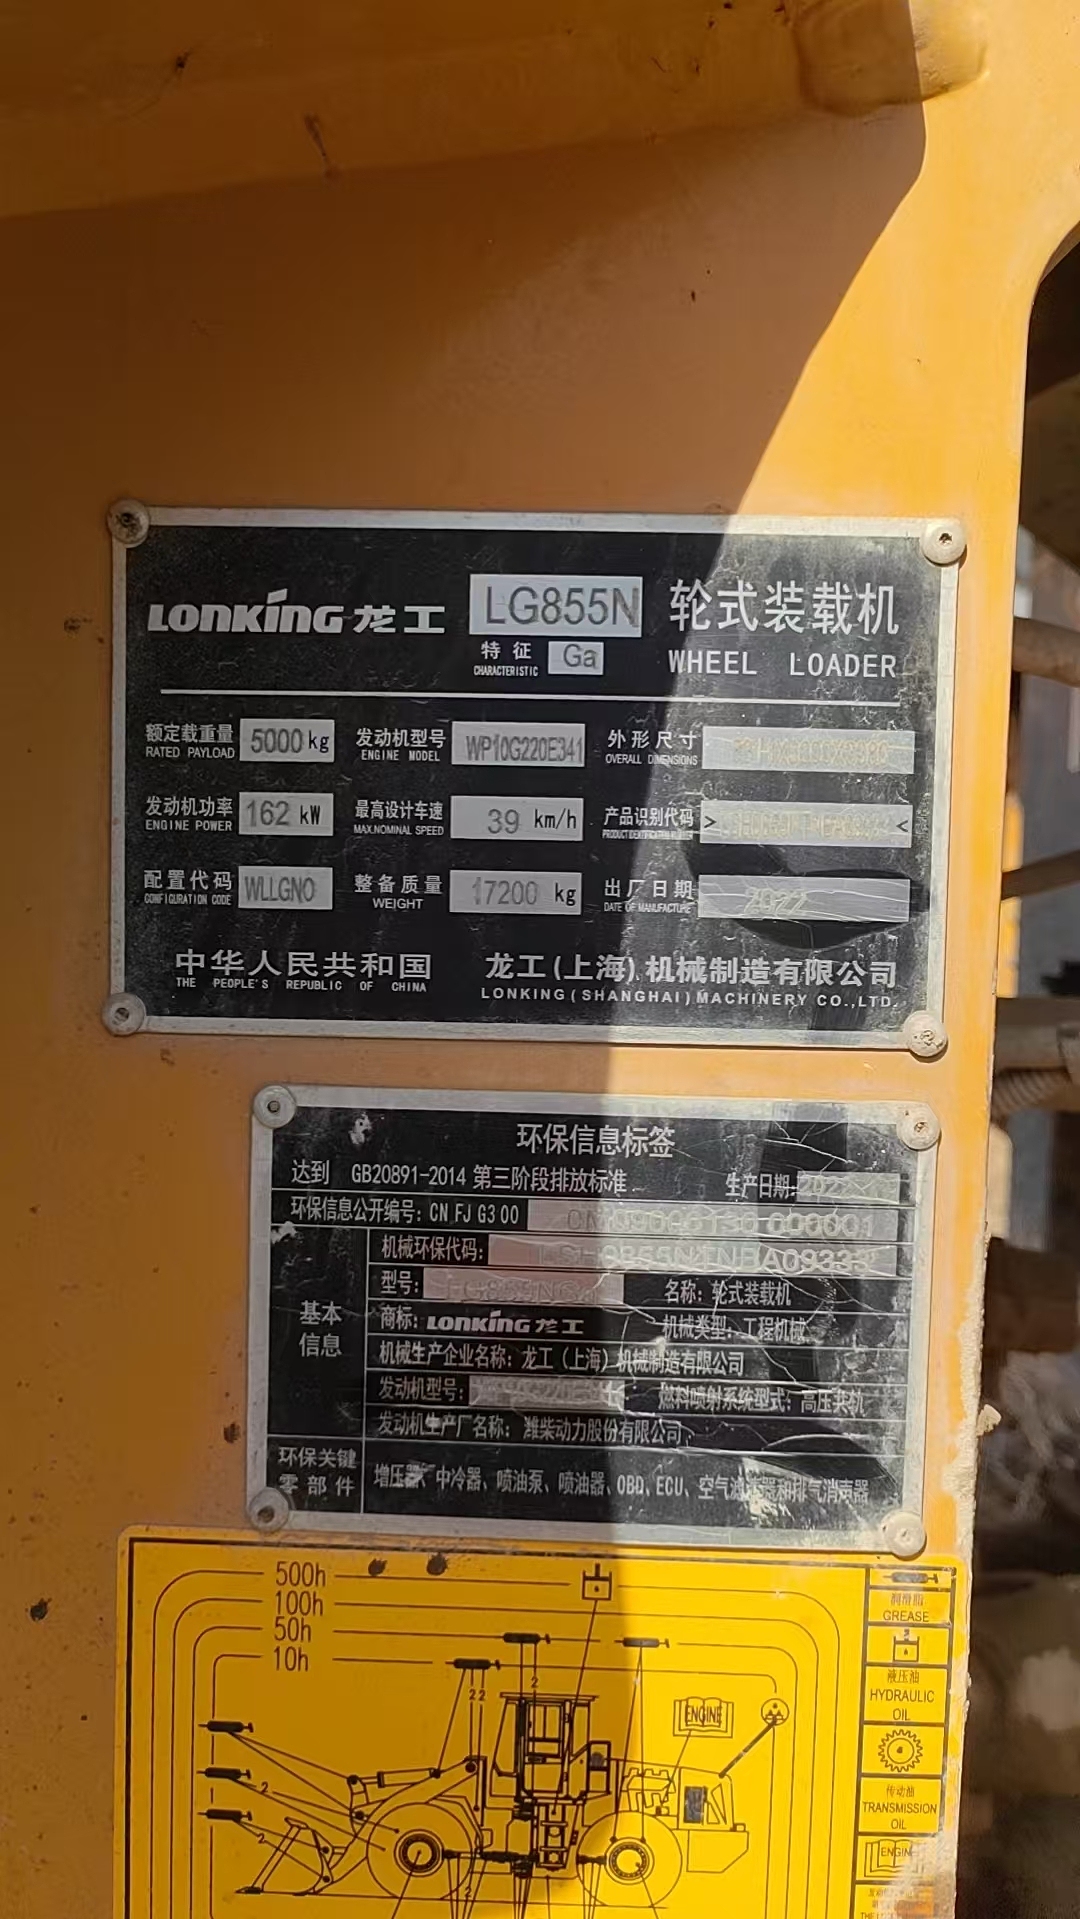 LONKING 龙工 LG855N 轮式装载机
特征 Ga WHEEL LOADER
CHARACTERISTIC
额定载重量 5000 kg 发动机型号 WP10G220E341 外形尺寸
RATED PAYLOAD ENGINE MODEL OVERALL DIMENSIONS
发动机功率 162 kW 最高设计车速 39 km/h 产品识别代码 > <
ENGINE POWER MAX.NOMINAL SPEED PRODUCT IDENTIFICATION NUMBER
配置代码 WLLGNO 整备质量 17200 kg 出厂日期 2022
CONFIGURATION CODE WEIGHT DATE OF MANUFACTURE
中华人民共和国 龙工(上海)机械制造有限公司
THE PEOPLE'S REPUBLIC OF CHINA LONKING(SHANGHAI)MACHINERY CO.,LTD.
环保信息标签
达到 GB20891-2014 第三阶段排放标准 生产日期:2022
环保信息公开编号: CN FJ G3 00 000001
机械环保代码:
型号: 名称: 轮式装载机
商标: LONKING 龙工 机械类型: 工程机械
基本
信息
机械生产企业名称: 龙工(上海)机械制造有限公司
发动机型号: 燃料喷射系统型式: 高压共轨
发动机生产厂名称: 潍柴动力股份有限公司
环保关键
零部件
增压器、中冷器、喷油泵、喷油器、OBD、ECU、空气滤清器和排气消声器
500h
100h
50h
10h
2 2 2
ENGINE
2
2
2
润滑脂
GREASE
液压油
HYDRAULIC
OIL
传动油
TRANSMISSION
OIL
ENGINE